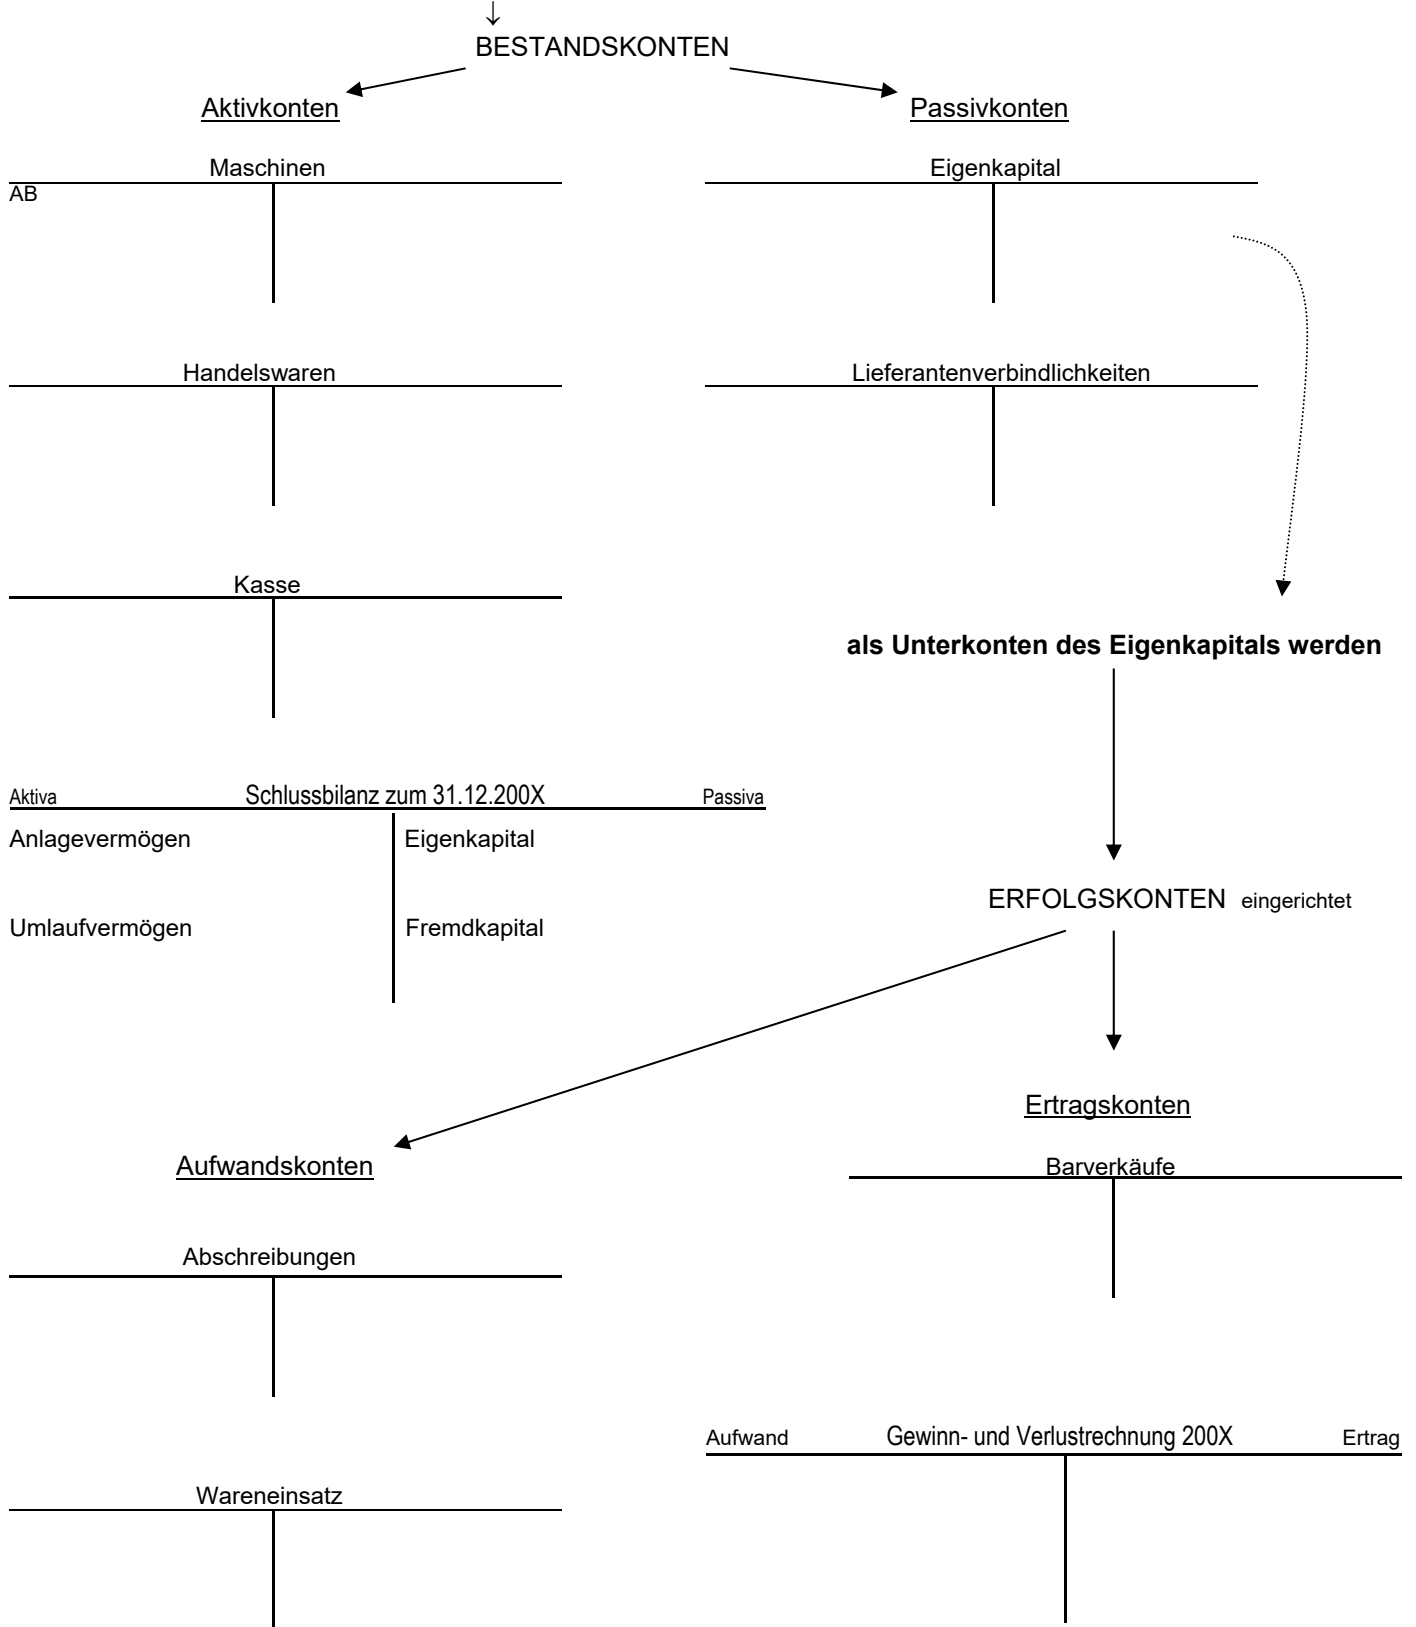 ↓
BESTANDSKONTEN
Aktivkonten Passivkonten
Maschinen Eigenkapital
AB
Handelswaren Lieferantenverbindlichkeiten
Kasse
als Unterkonten des Eigenkapitals werden
Aktiva Schlussbilanz zum 31.12.200X Passiva
Anlagevermögen Eigenkapital
ERFOLGSKONTEN eingerichtet
Umlaufvermögen Fremdkapital
Ertragskonten
Aufwandskonten Barverkäufe
Abschreibungen
Aufwand Gewinn- und Verlustrechnung 200X Ertrag
Wareneinsatz